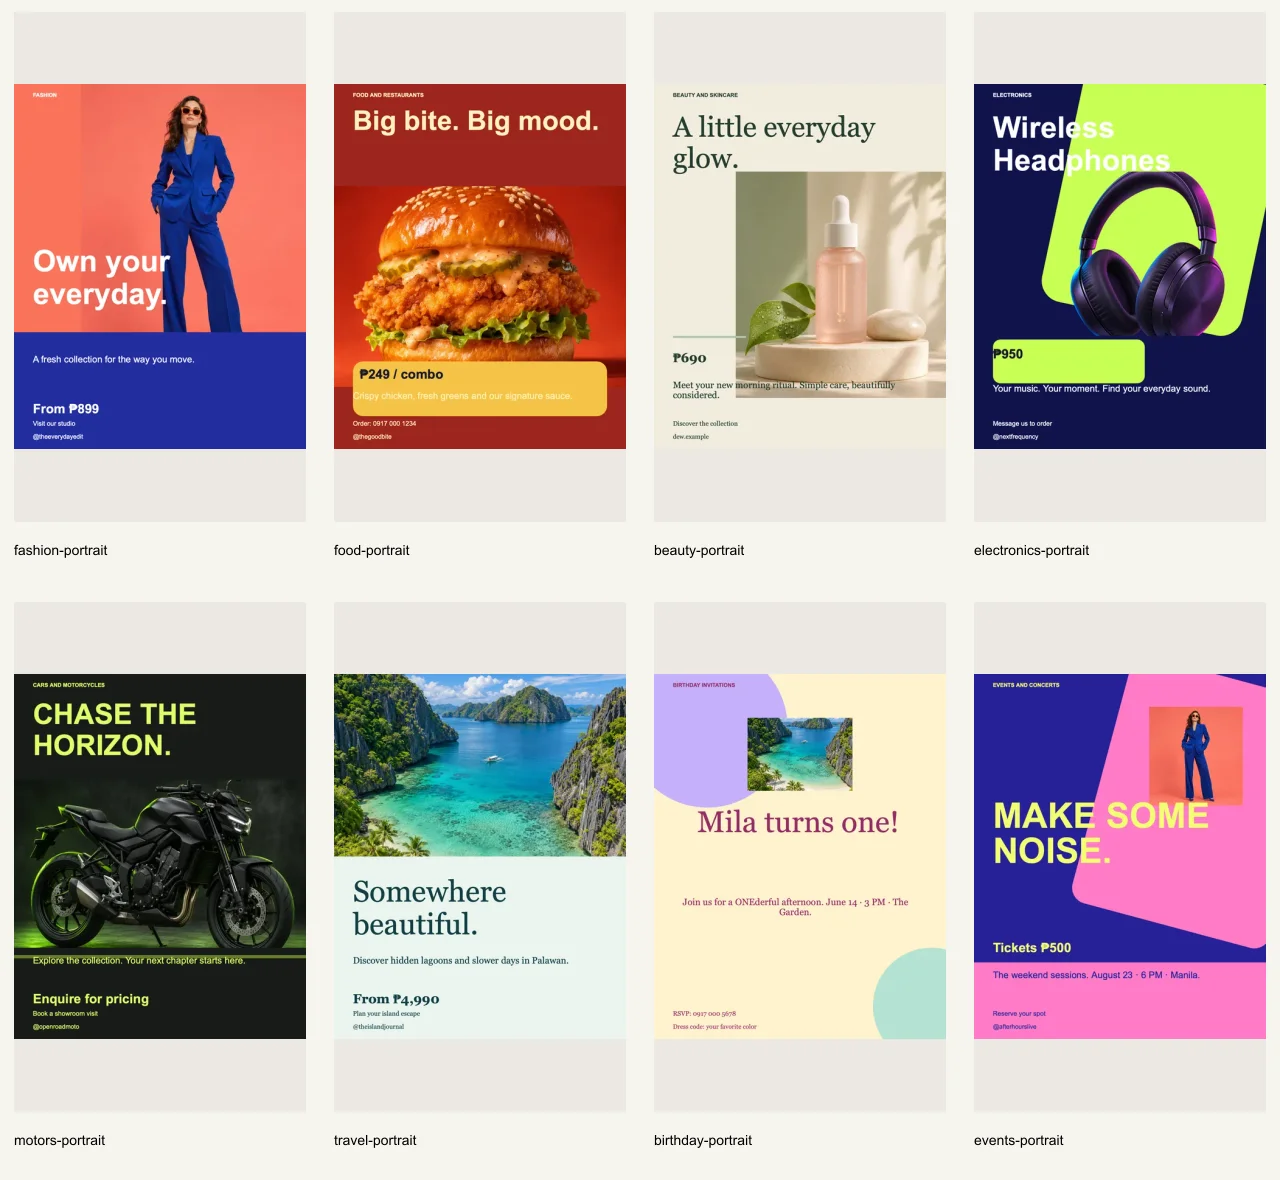 FASHION
Own your
everyday.
A fresh collection for the way you move.
From ₱899
Visit our studio
@theeverydayedit
fashion-portrait
FOOD AND RESTAURANTS
Big bite. Big mood.
₱249 / combo
Crispy chicken, fresh greens and our signature sauce.
Order: 0917 000 1234
@thegoodbite
food-portrait
BEAUTY AND SKINCARE
A little everyday
glow.
₱690
Meet your new morning ritual. Simple care, beautifully
considered.
Discover the collection
dew.example
beauty-portrait
ELECTRONICS
Wireless
Headphones
₱950
Your music. Your moment. Find your everyday sound.
Message us to order
@nextfrequency
electronics-portrait
CARS AND MOTORCYCLES
CHASE THE
HORIZON.
Explore the collection. Your next chapter starts here.
Enquire for pricing
Book a showroom visit
@openroadmoto
motors-portrait
Somewhere
beautiful.
Discover hidden lagoons and slower days in Palawan.
From ₱4,990
Plan your island escape
@theislandjournal
travel-portrait
BIRTHDAY INVITATIONS
Mila turns one!
Join us for a ONEderful afternoon. June 14 · 3 PM · The
Garden.
RSVP: 0917 000 5678
Dress code: your favorite color
birthday-portrait
EVENTS AND CONCERTS
MAKE SOME
NOISE.
Tickets ₱500
The weekend sessions. August 23 · 6 PM · Manila.
Reserve your spot
@afterhourslive
events-portrait